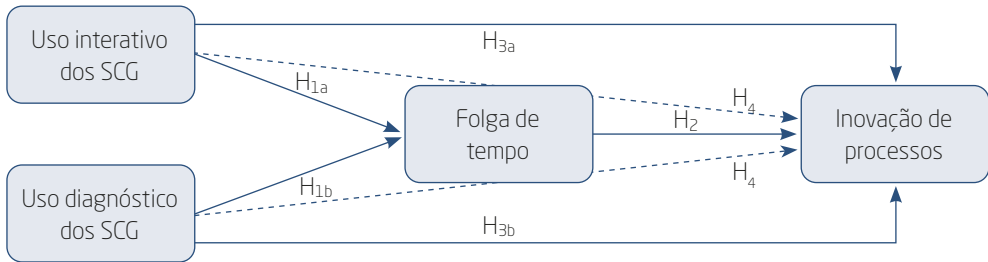 Uso interativo
dos SCG
H3a
H1a
Folga de
tempo
H4
H2
Inovação de
processos
H4
Uso diagnóstico
dos SCG
H1b
H3b